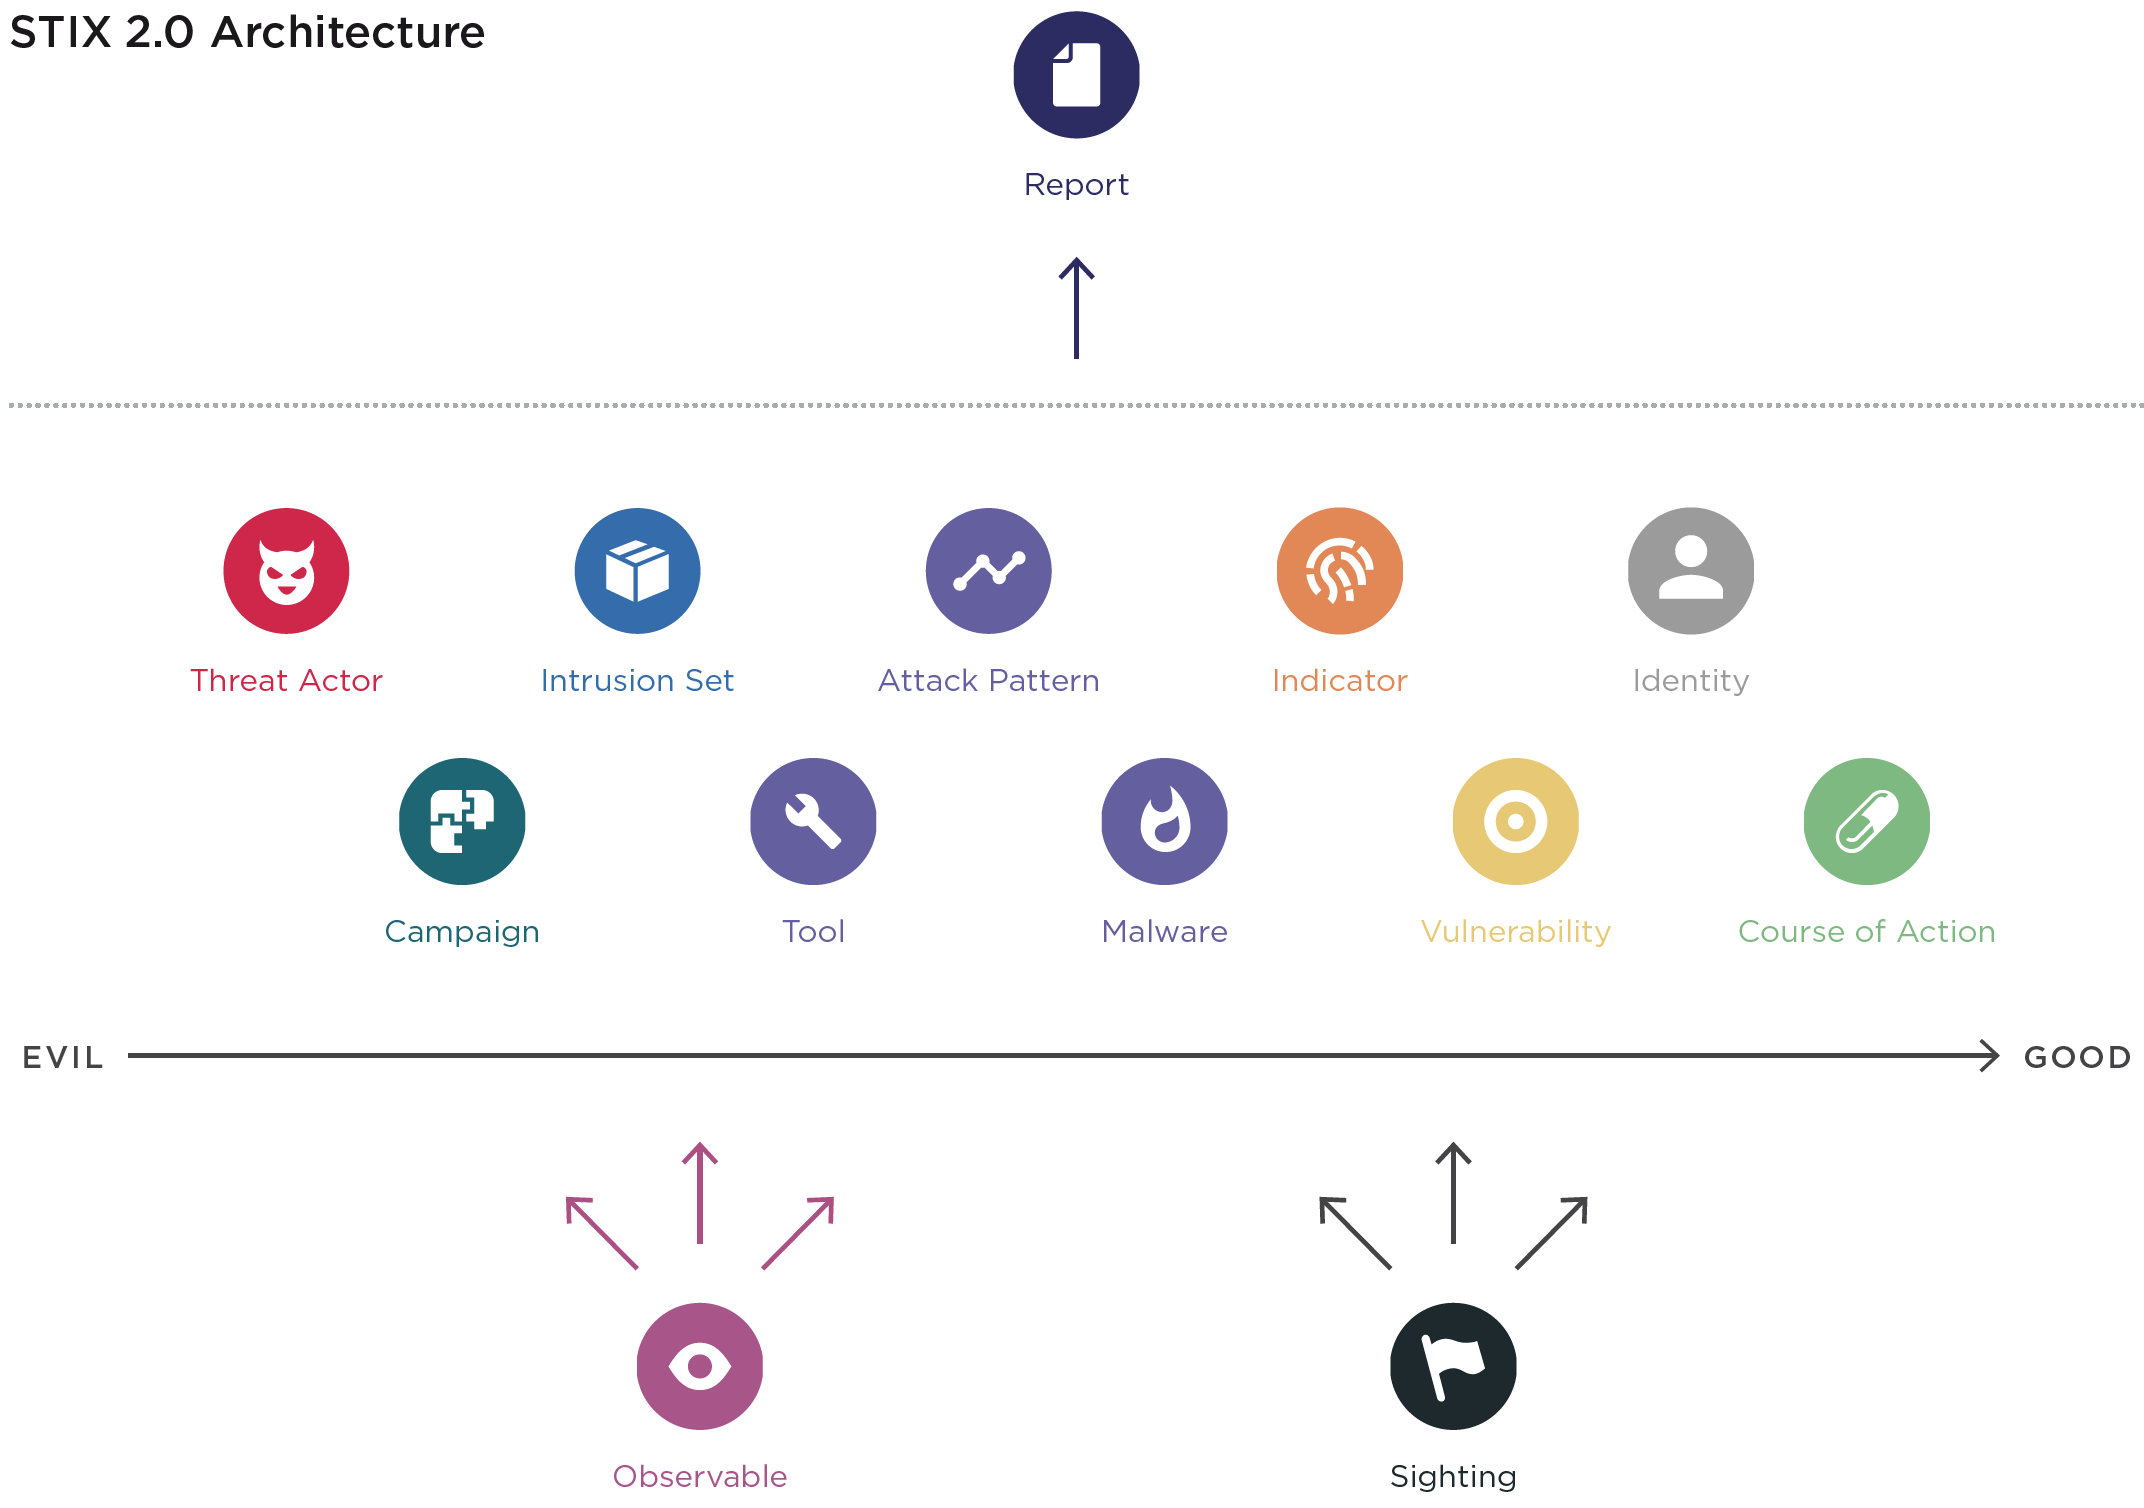 STIX 2.0 Architecture
Report
Threat Actor
Intrusion Set
Attack Pattern
Indicator
Identity
Campaign
Tool
Malware
Vulnerability
Course of Action
EVIL
GOOD
Observable
Sighting